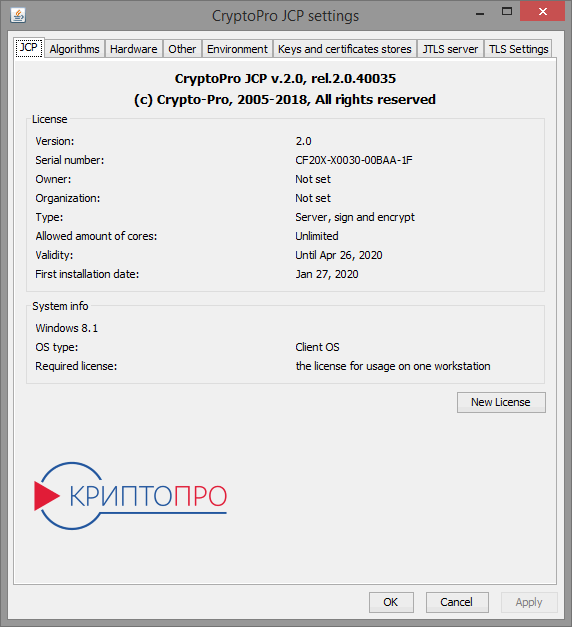 CryptoPro JCP settings
JCP Algorithms Hardware Other Environment Keys and certificates stores JTLS server TLS Settings
CryptoPro JCP v.2.0, rel.2.0.40035
(c) Crypto-Pro, 2005-2018, All rights reserved
License
Version: 2.0
Serial number: CF20X-X0030-00BAA-1F
Owner: Not set
Organization: Not set
Type: Server, sign and encrypt
Allowed amount of cores: Unlimited
Validity: Until Apr 26, 2020
First installation date: Jan 27, 2020
System info
Windows 8.1
OS type: Client OS
Required license: the license for usage on one workstation
New License
КРИПТОПРО
OK Cancel Apply